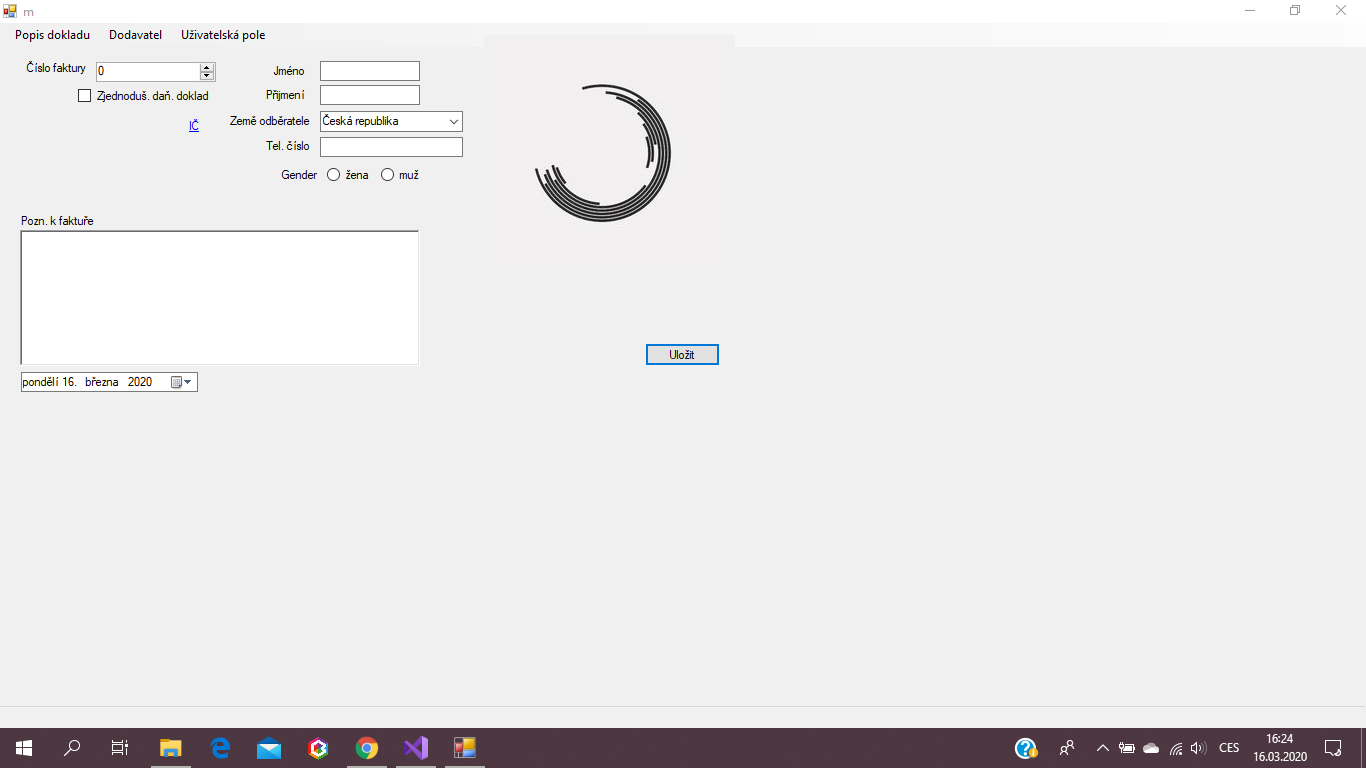 m
Popis dokladu Dodavatel Uživatelská pole
Číslo faktury 0
Zjednoduš. daň. doklad
IČ
Jméno
Příjmení
Země odběratele Česká republika
Tel. číslo
Gender žena muž
Pozn. k faktuře
Uložit
pondělí 16. března 2020
CES
16:24
16.03.2020